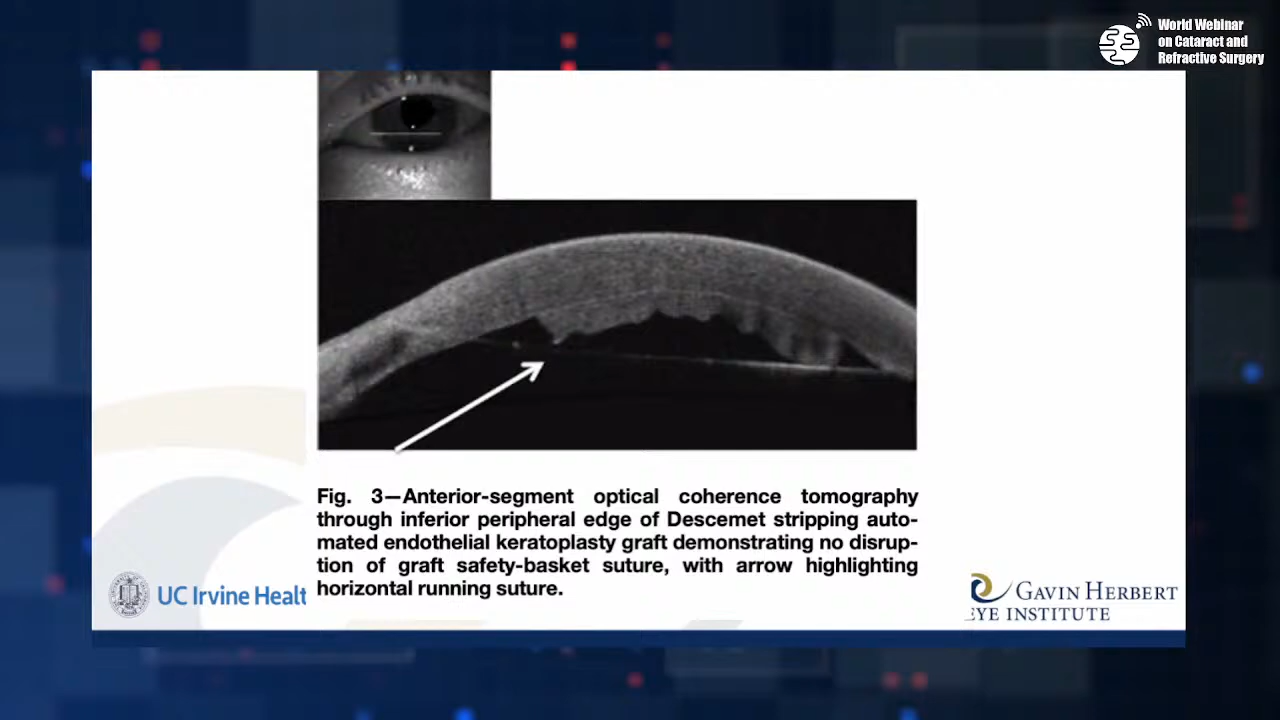 World Webinar
on Cataract and
Refractive Surgery
Fig. 3—Anterior-segment optical coherence tomography
through inferior peripheral edge of Descemet stripping auto-
mated endothelial keratoplasty graft demonstrating no disrup-
tion of graft safety-basket suture, with arrow highlighting
horizontal running suture.
UC Irvine Healt
GAVIN HERBERT
EYE INSTITUTE